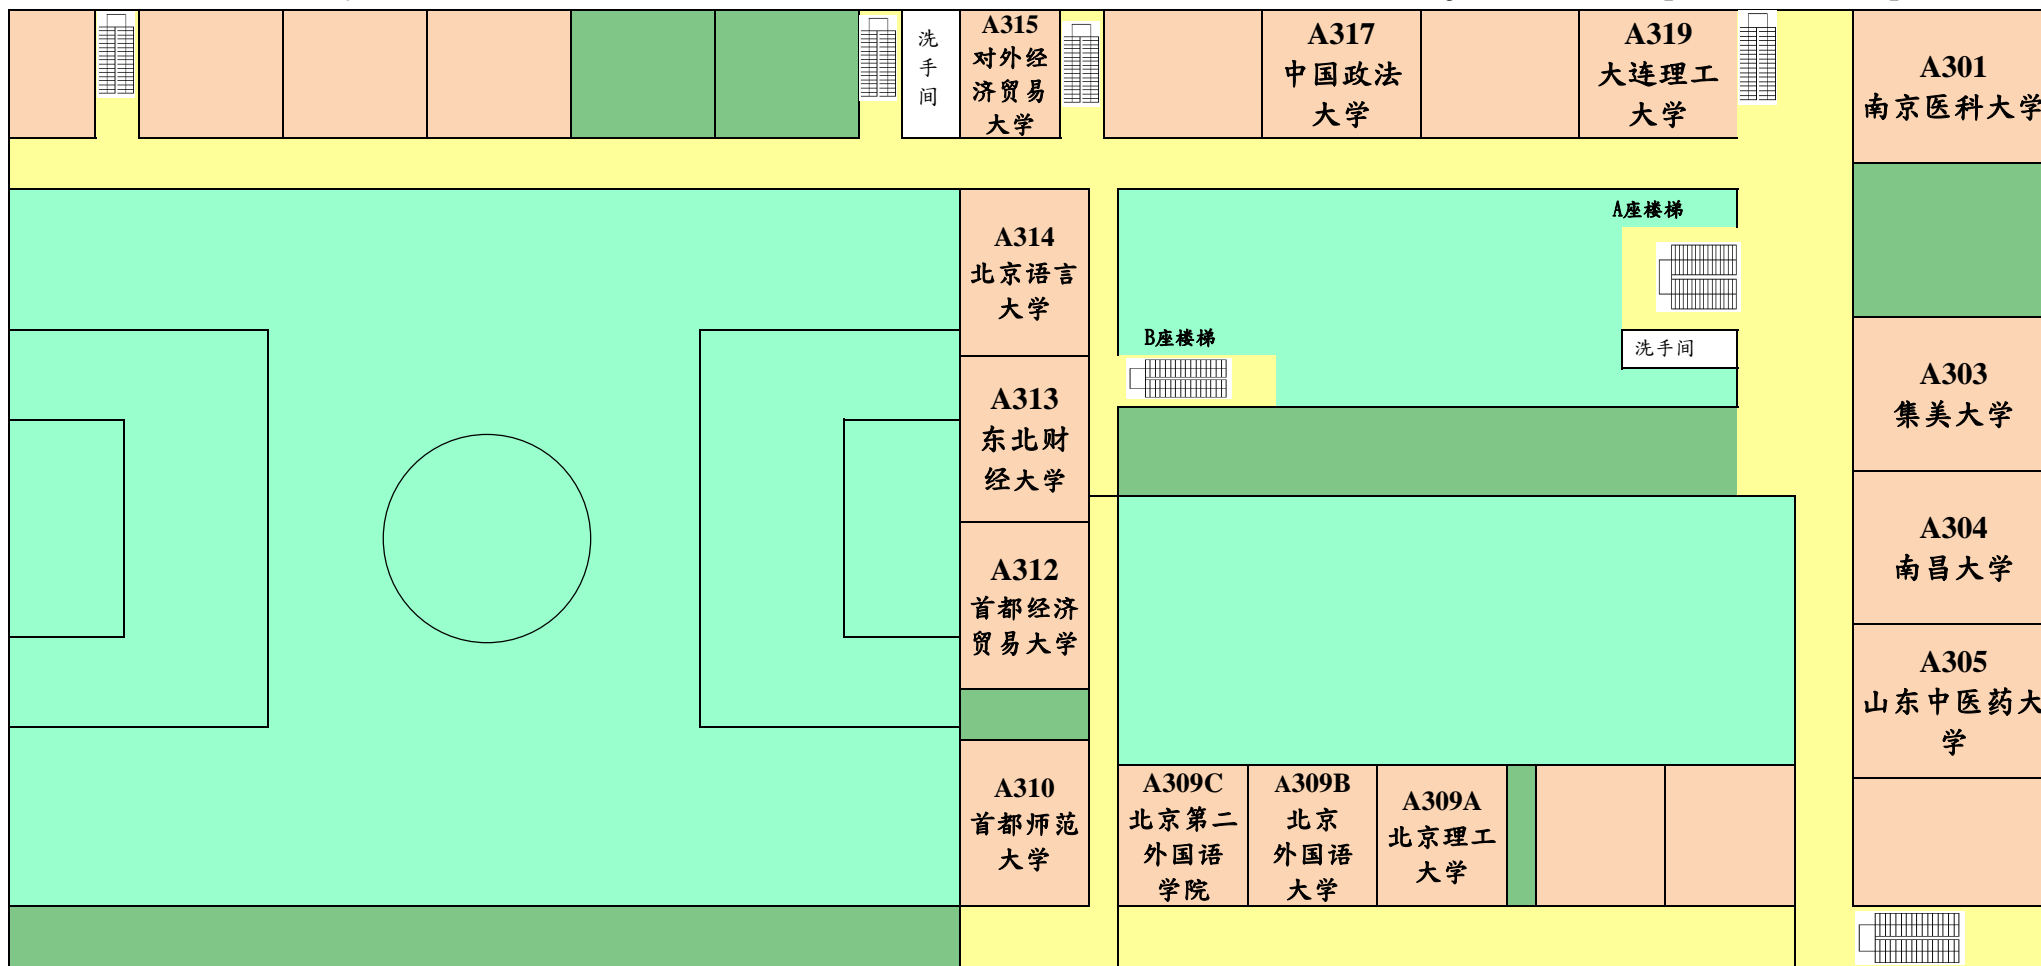 洗
手
间
A315
对外经
济贸易
大学
A317
中国政法
大学
A319
大连理工
大学
A301
南京医科大学
A座楼梯
A314
北京语言
大学
B座楼梯
洗手间
A313
东北财
经大学
A303
集美大学
A304
南昌大学
A312
首都经济
贸易大学
A305
山东中医药大
学
A310
首都师范
大学
A309C
北京第二
外国语
学院
A309B
北京
外国语
大学
A309A
北京理工
大学